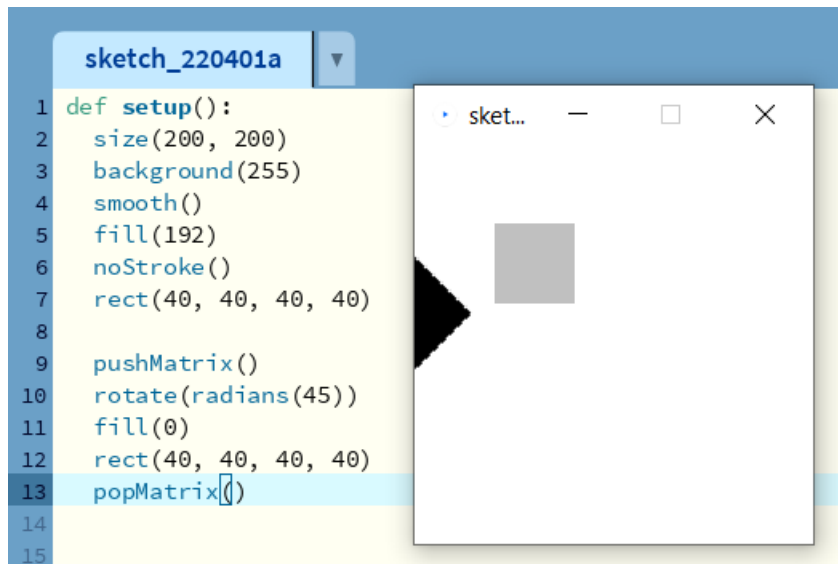 sketch_220401a ▼
sket...
1 def setup():
2   size(200, 200)
3   background(255)
4   smooth()
5   fill(192)
6   noStroke()
7   rect(40, 40, 40, 40)
8
9   pushMatrix()
10   rotate(radians(45))
11   fill(0)
12   rect(40, 40, 40, 40)
13   popMatrix()
14
15